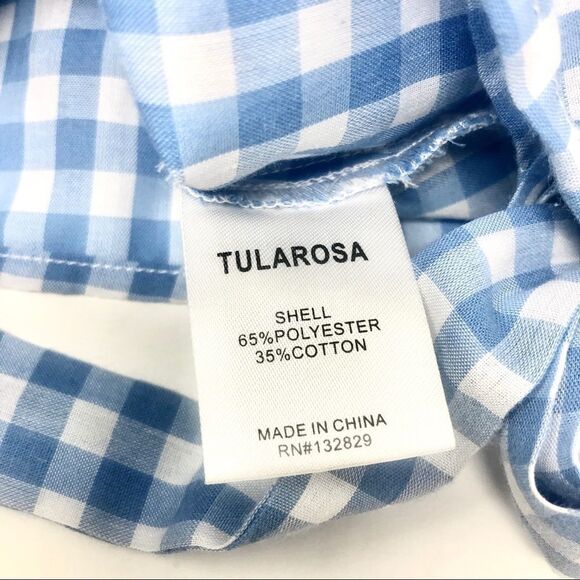 TULAROSA
SHELL
65%POLYESTER
35%COTTON
MADE IN CHINA
RN#132829